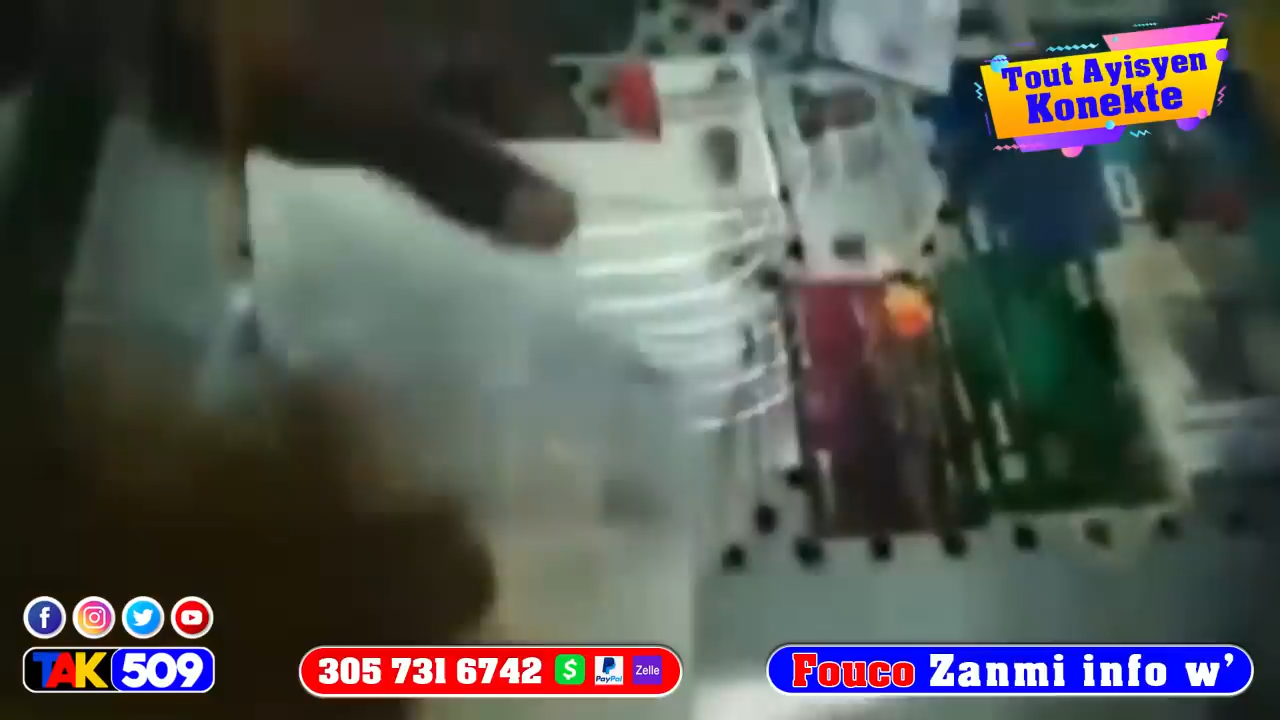 Tout Ayisyen
Konekte
TAK 509
305 731 6742
$ PayPal Zelle
Fouco Zanmi info w'